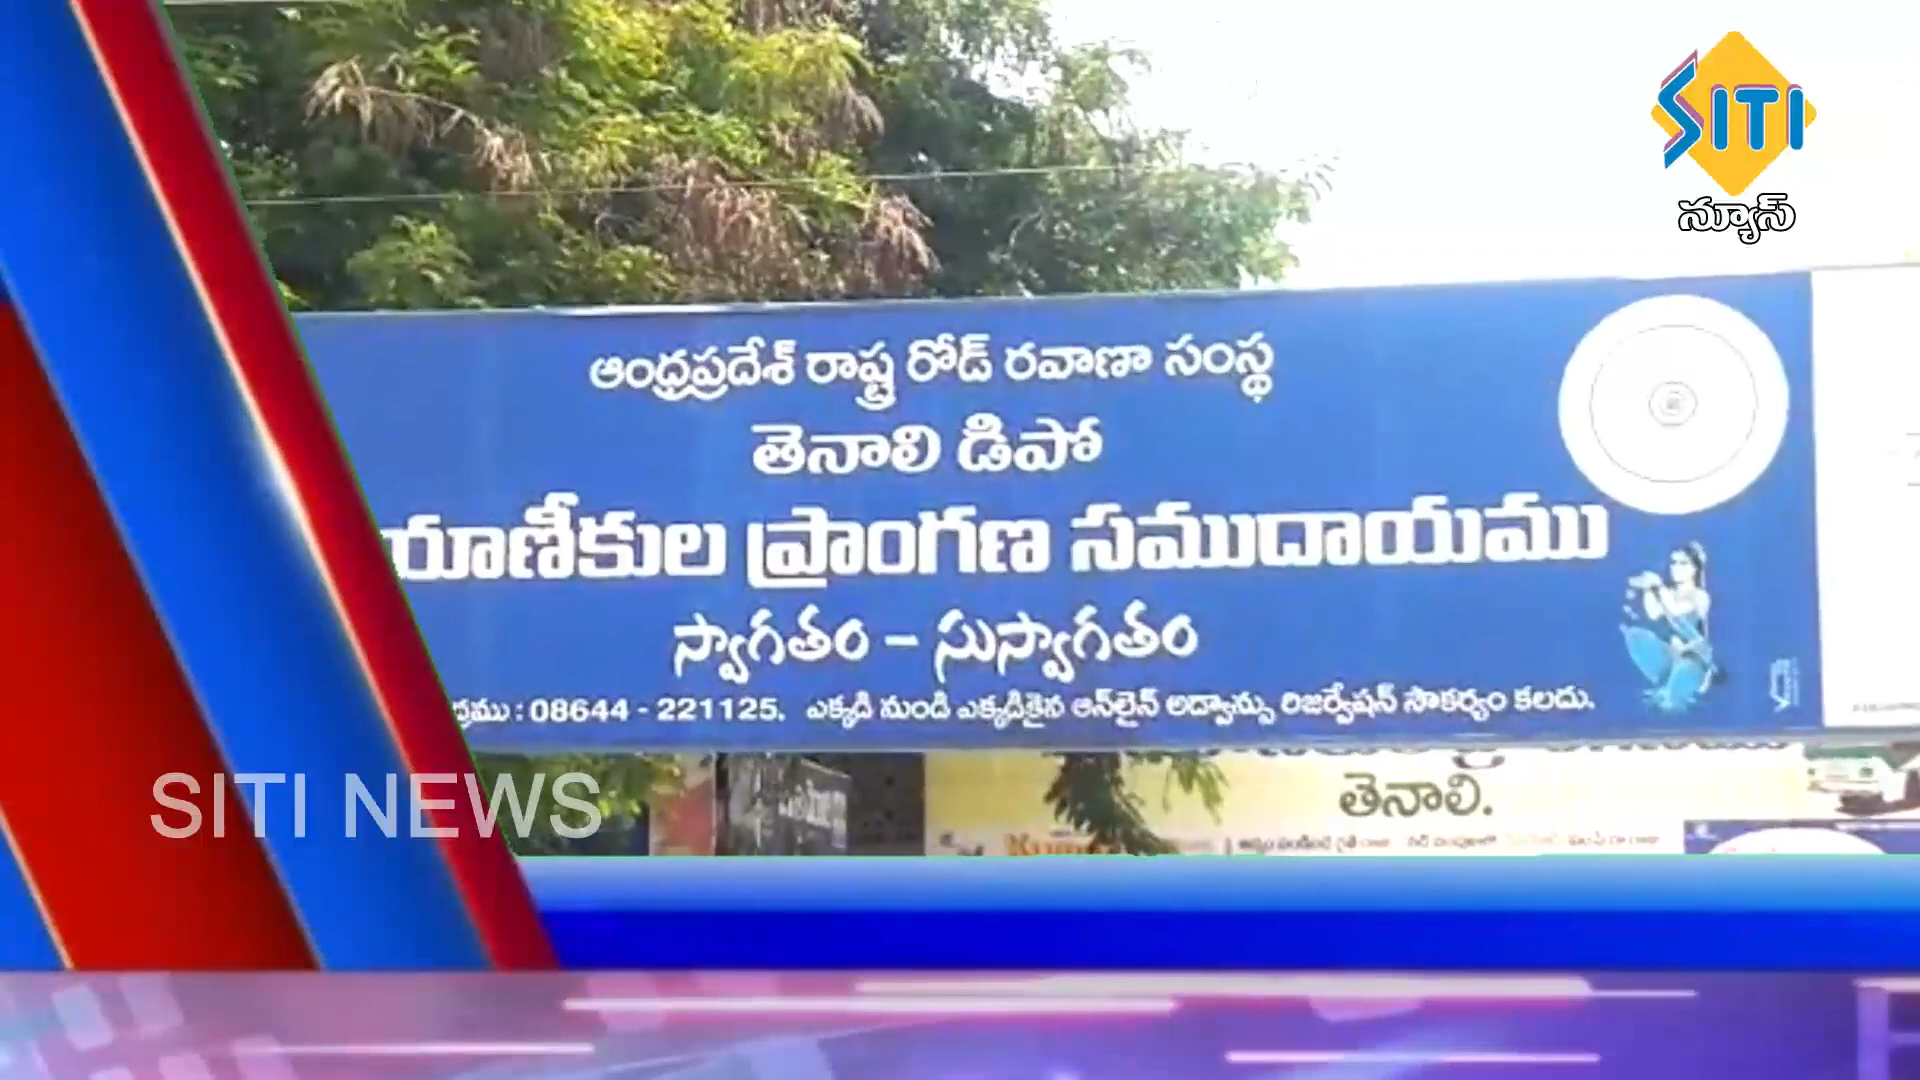 SITI
న్యూస్
ఆంధ్రప్రదేశ్ రాష్ట్ర రోడ్ రవాణా సంస్థ
తెనాలి డిపో
యాణీకుల ప్రాంగణ సముదాయము
స్వాగతం - సుస్వాగతం
: 08644 - 221125. ఎక్కడి నుండి ఎక్కడికైన ఆన్‌లైన్ అద్వాన్సు రిజర్వేషన్ సౌకర్యం కలదు.
తెనాలి.
SITI NEWS